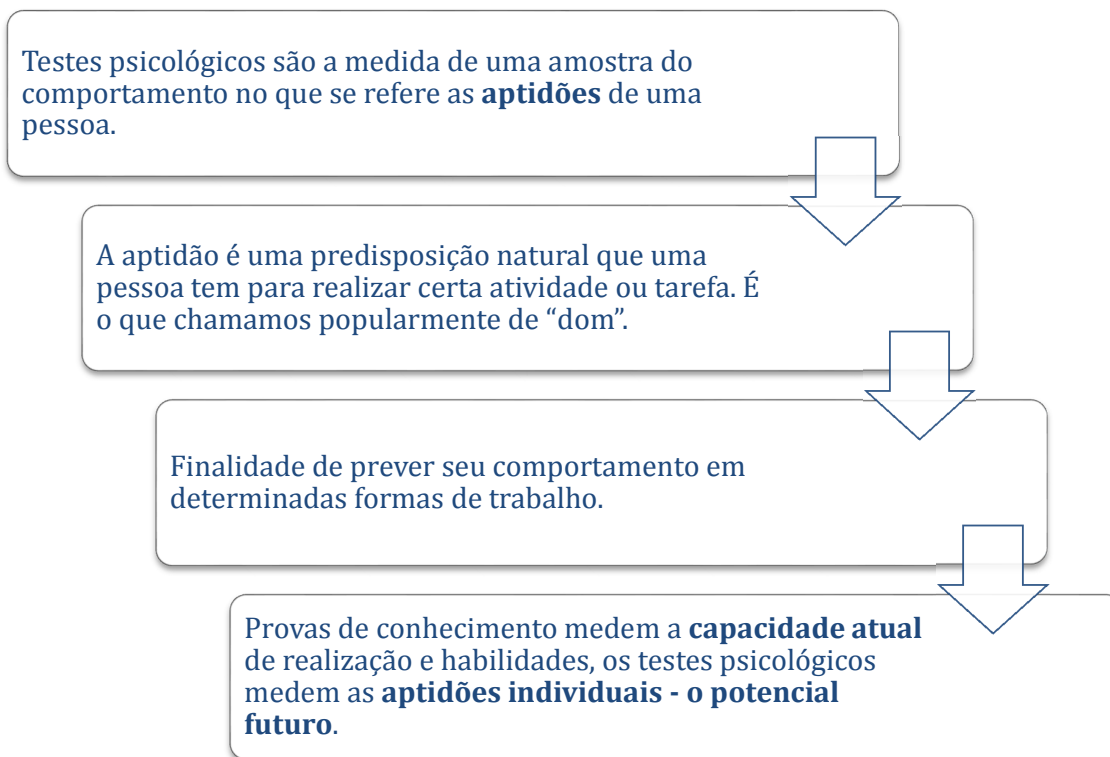 Testes psicológicos são a medida de uma amostra do
comportamento no que se refere as aptidões de uma
pessoa.
A aptidão é uma predisposição natural que uma
pessoa tem para realizar certa atividade ou tarefa. É
o que chamamos popularmente de “dom”.
Finalidade de prever seu comportamento em
determinadas formas de trabalho.
Provas de conhecimento medem a capacidade atual
de realização e habilidades, os testes psicológicos
medem as aptidões individuais - o potencial
futuro.